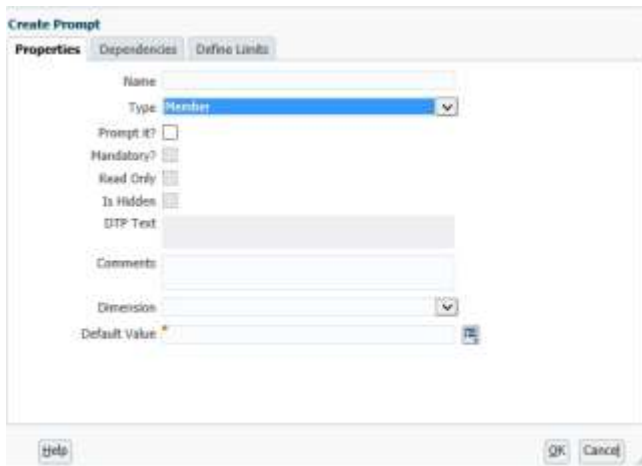 Create Prompt
Properties Dependencies Define Limits
Name
Type Member
Prompt it?
Mandatory?
Read Only
Is Hidden
DTP Text
Comments
Dimension
Default Value *
Help OK Cancel